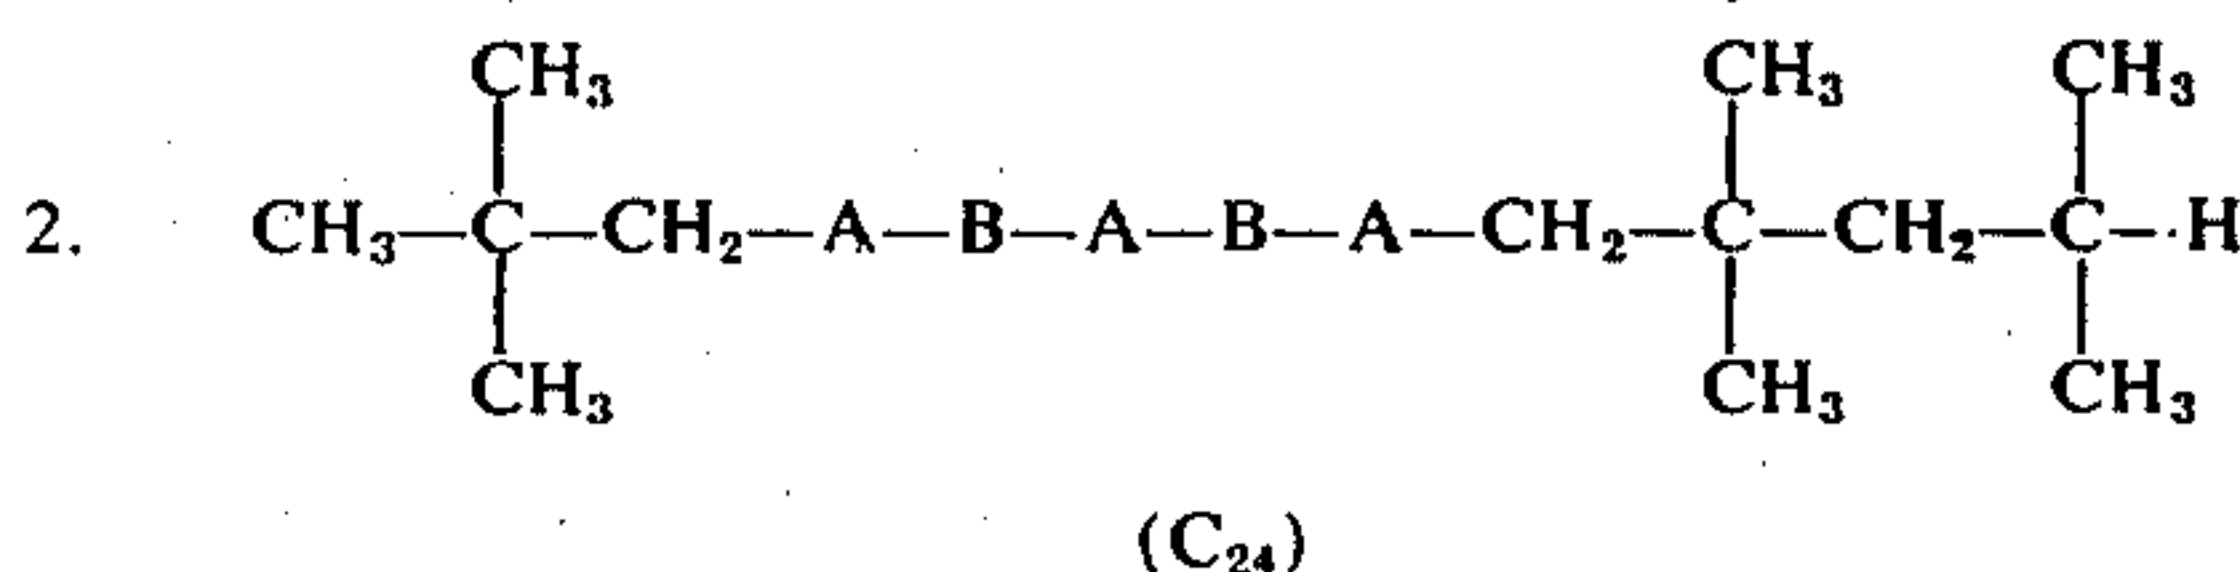 CH₃ CH₃ CH₃
2. CH₃—C—CH₂—A—B—A—B—A—CH₂—C—CH₂—C—H
CH₃ CH₃ CH₃
(C₂₄)